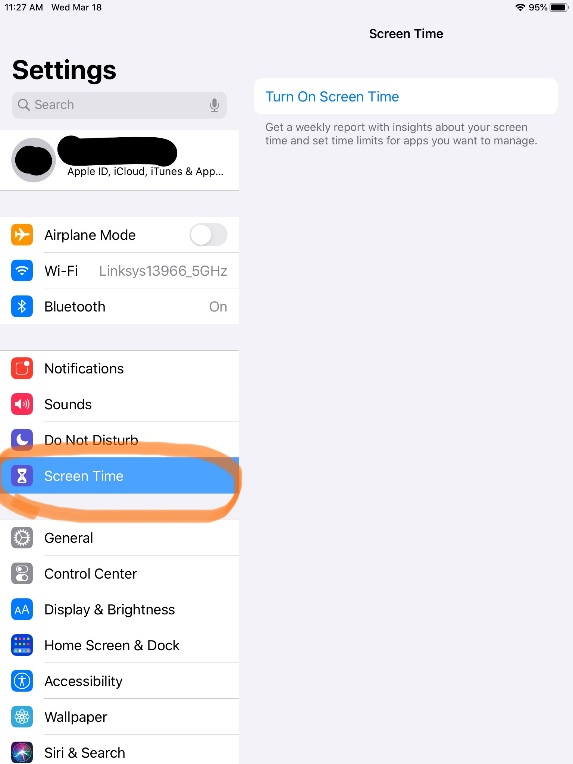 11:27 AM Wed Mar 18
95%
Settings
Search
Apple ID, iCloud, iTunes & App...
Airplane Mode
Wi-Fi Linksys13966_5GHz
Bluetooth On
Notifications
Sounds
Do Not Disturb
Screen Time
General
Control Center
AA Display & Brightness
Home Screen & Dock
Accessibility
Wallpaper
Siri & Search
Screen Time
Turn On Screen Time
Get a weekly report with insights about your screen
time and set time limits for apps you want to manage.